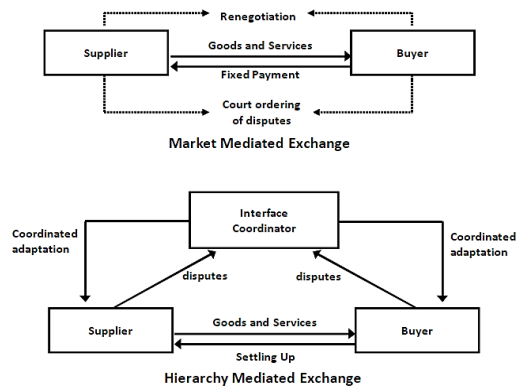 Renegotiation
Supplier
Goods and Services
Buyer
Fixed Payment
Court ordering
of disputes
Market Mediated Exchange
Interface
Coordinator
Coordinated
adaptation
Coordinated
adaptation
disputes
disputes
Supplier
Goods and Services
Buyer
Settling Up
Hierarchy Mediated Exchange